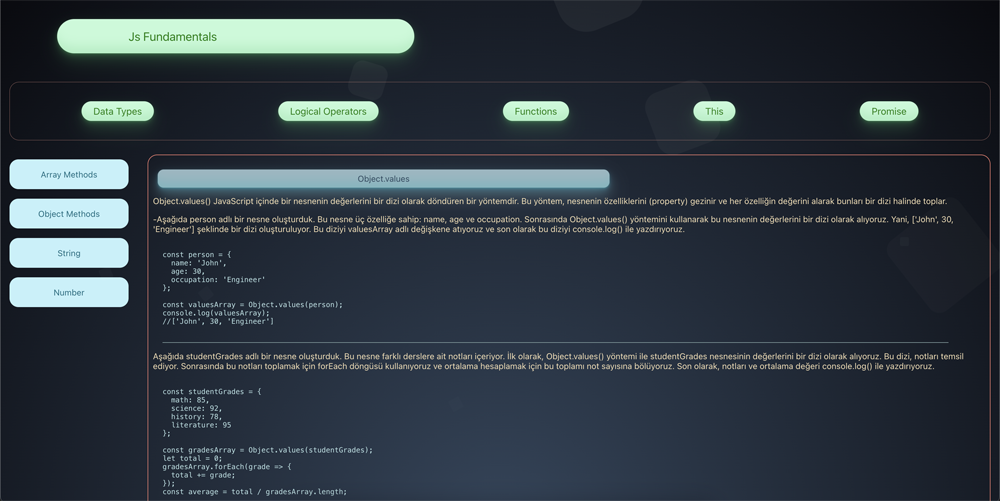 Js Fundamentals
Data Types
Logical Operators
Functions
This
Promise
Array Methods
Object Methods
String
Number
Object.values
Object.values() JavaScript içinde bir nesnenin değerlerini bir dizi olarak döndüren bir yöntemdir. Bu yöntem, nesnenin özelliklerini (property) gezinir ve her özelliğin değerini alarak bunları bir dizi halinde toplar.
-Aşağıda person adlı bir nesne oluşturduk. Bu nesne üç özelliğe sahip: name, age ve occupation. Sonrasında Object.values() yöntemini kullanarak bu nesnenin değerlerini bir dizi olarak alıyoruz. Yani, ['John', 30,
'Engineer'] şeklinde bir dizi oluşturuluyor. Bu diziyi valuesArray adlı değişkene atıyoruz ve son olarak bu diziyi console.log() ile yazdırıyoruz.
const person = {
  name: 'John',
  age: 30,
  occupation: 'Engineer'
};
const valuesArray = Object.values(person);
console.log(valuesArray);
//['John', 30, 'Engineer']
Aşağıda studentGrades adlı bir nesne oluşturduk. Bu nesne farklı derslere ait notları içeriyor. İlk olarak, Object.values() yöntemi ile studentGrades nesnesinin değerlerini bir dizi olarak alıyoruz. Bu dizi, notları temsil
ediyor. Sonrasında bu notları toplamak için forEach döngüsü kullanıyoruz ve ortalama hesaplamak için bu toplamı not sayısına bölüyoruz. Son olarak, notları ve ortalama değeri console.log() ile yazdırıyoruz.
const studentGrades = {
  math: 85,
  science: 92,
  history: 78,
  literature: 95
};
const gradesArray = Object.values(studentGrades);
let total = 0;
gradesArray.forEach(grade => {
  total += grade;
});
const average = total / gradesArray.length;